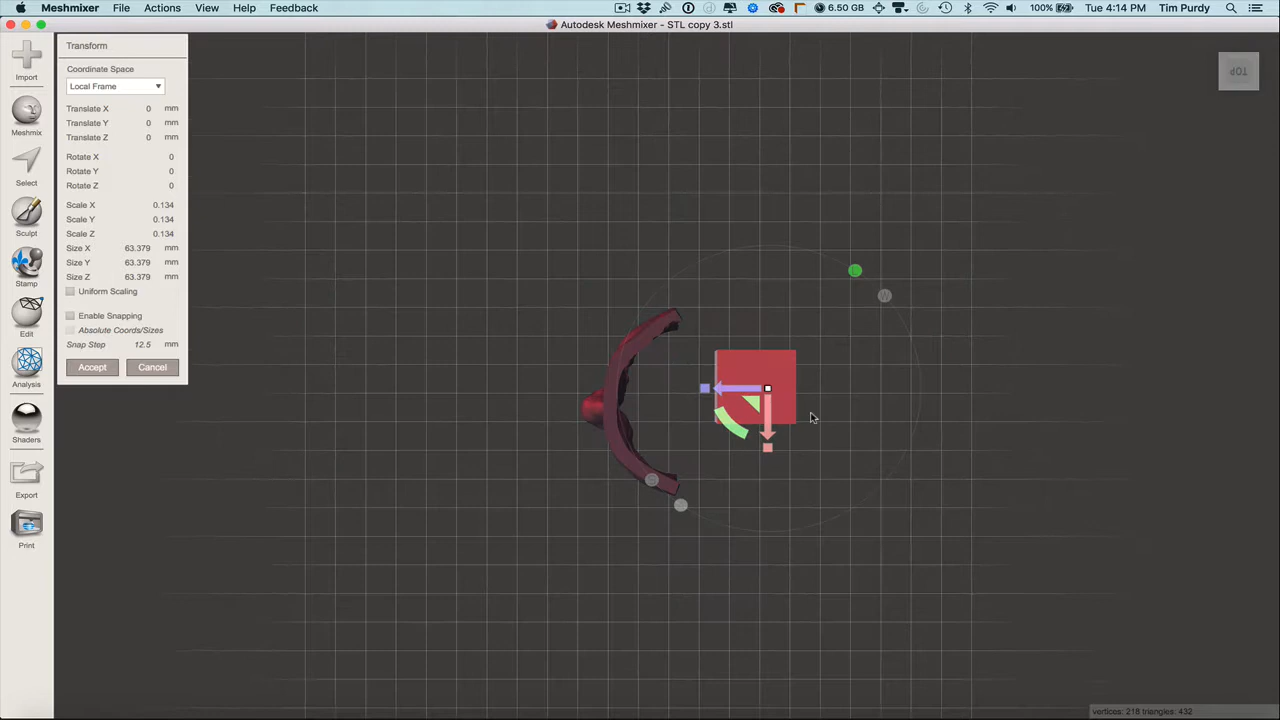 Meshmixer File Actions View Help Feedback
6.50 GB 100% Tue 4:14 PM Tim Purdy
Autodesk Meshmixer - STL copy 3.stl
Import
Meshmix
Select
Sculpt
Stamp
Edit
Analysis
Shaders
Export
Print
Transform
Coordinate Space
Local Frame
Translate X 0 mm
Translate Y 0 mm
Translate Z 0 mm
Rotate X 0
Rotate Y 0
Rotate Z 0
Scale X 0.134
Scale Y 0.134
Scale Z 0.134
Size X 63.379 mm
Size Y 63.379 mm
Size Z 63.379 mm
Uniform Scaling
Enable Snapping
Absolute Coords/Sizes
Snap Step 12.5 mm
Accept Cancel
TOP
W
vertices: 218 triangles: 432